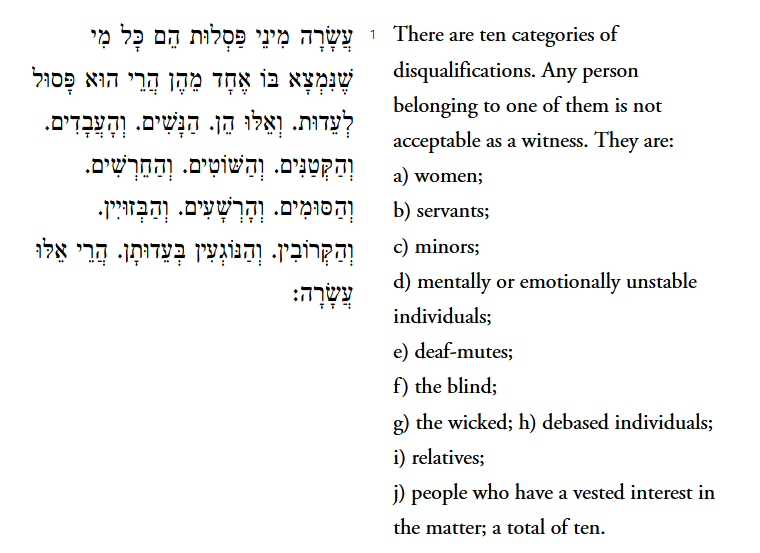 עֲשָׂרָה מִינֵי פַּסְלוּת הֵם כָּל מִי
שֶׁנִּמְצָא בּוֹ אֶחָד מֵהֶן הֲרֵי הוּא פָּסוּל
לְעֵדוּת. וְאֵלּוּ הֵן. הַנָּשִׁים. וְהָעֲבָדִים.
וְהַקְּטַנִּים. וְהַשּׁוֹטִים. וְהַחֵרְשִׁים.
וְהַסּוּמִים. וְהָרְשָׁעִים. וְהַבְּזוּיִין.
וְהַקְּרוֹבִין. וְהַנּוֹגְעִין בְּעֵדוּתָן. הֲרֵי אֵלּוּ
עֲשָׂרָה:
1
There are ten categories of
disqualifications. Any person
belonging to one of them is not
acceptable as a witness. They are:
a) women;
b) servants;
c) minors;
d) mentally or emotionally unstable
individuals;
e) deaf-mutes;
f) the blind;
g) the wicked; h) debased individuals;
i) relatives;
j) people who have a vested interest in
the matter; a total of ten.